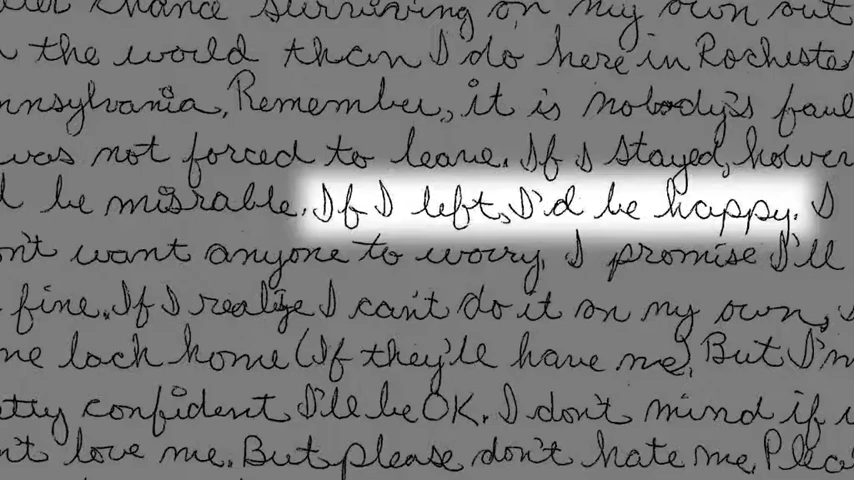 chance surviving on my own out
the world than I do here in Rocheste
nnsylvania. Remember, it is nobody's faul
was not forced to leave. If I stayed, howev
be misrable. If I left, I'd be happy. I
n't want anyone to worry. I promise I'll
fine. If I realize I can't do it on my own,
me back home (If they'll have me). But I'm
etty confident I'll be OK. I don't mind if
n't love me. But please don't hate me. Plea